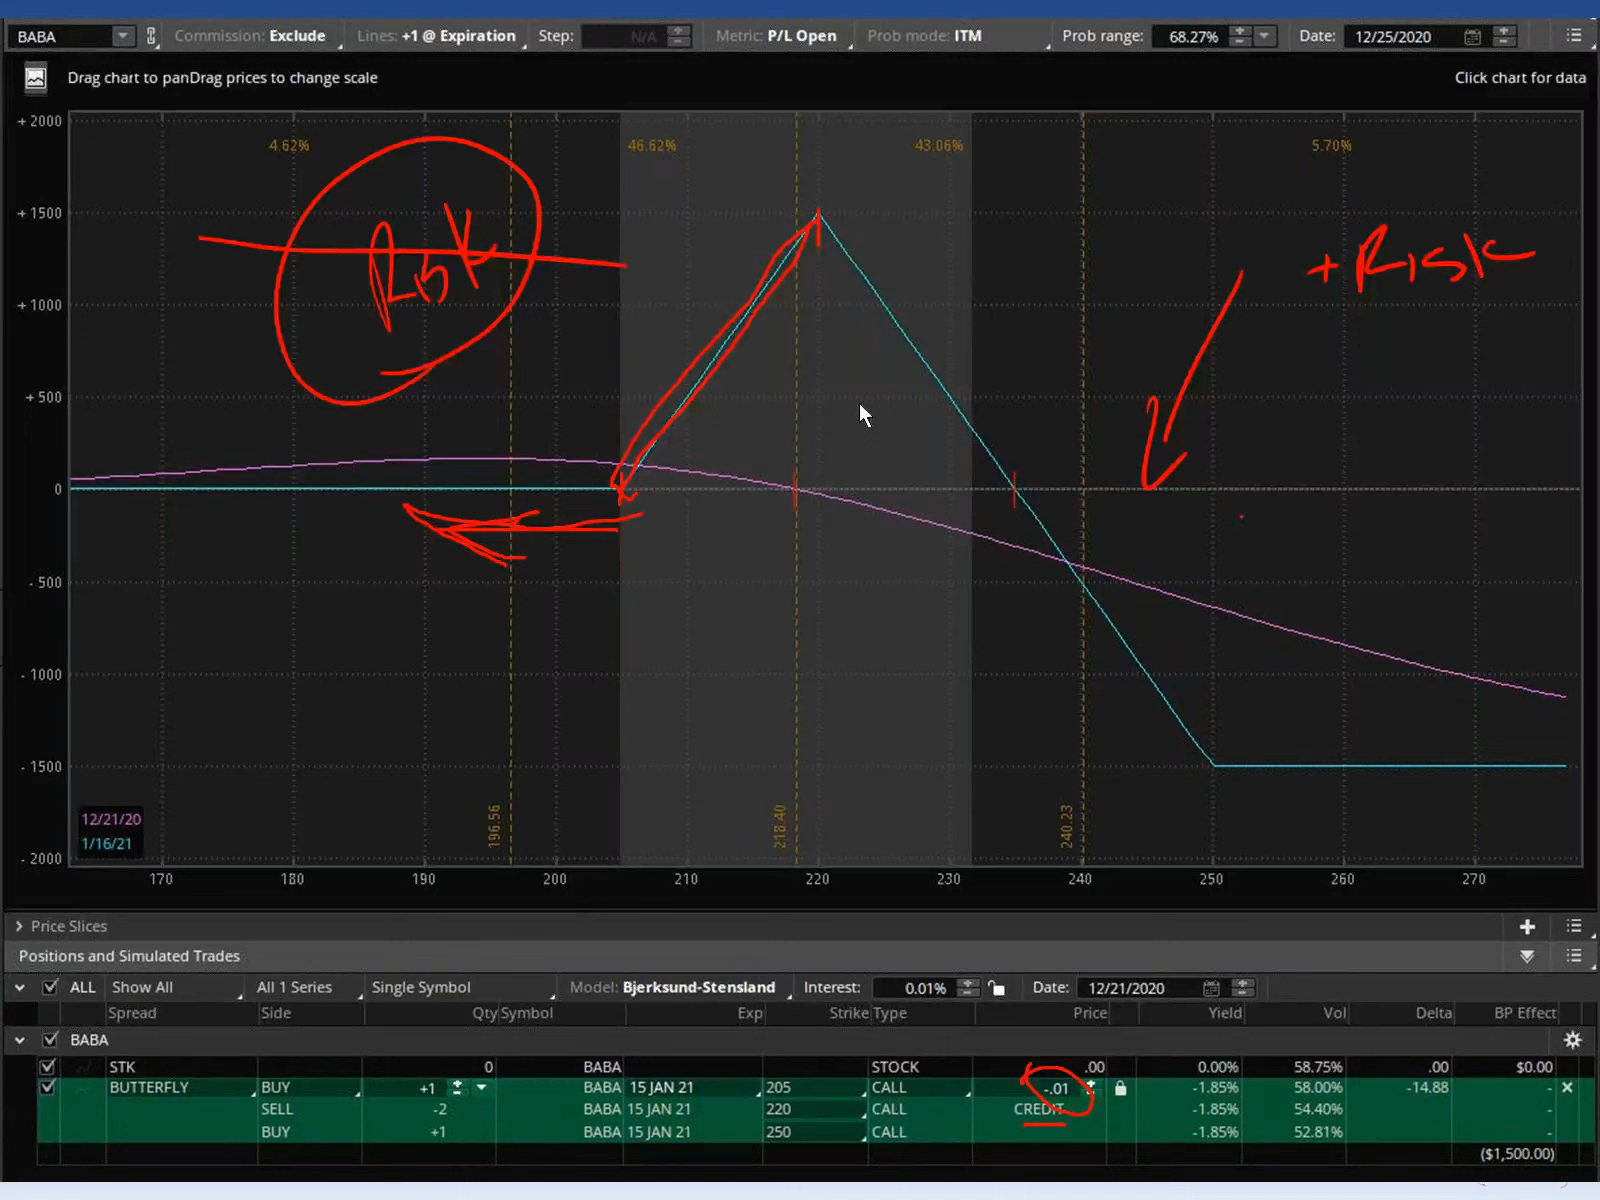 BABA Commission: Exclude Lines: +1 @ Expiration Step: N/A Metric: P/L Open Prob mode: ITM Prob range: 68.27% Date: 12/25/2020
Drag chart to panDrag prices to change scale Click chart for data
+2000
4.62% 46.62% 43.06% 5.70%
+1500
Risk
+Risk
+1000
+500
0
-500
-1000
-1500
196.56 218.40 240.23
12/21/20
1/16/21
-2000
170 180 190 200 210 220 230 240 250 260 270
Price Slices
Positions and Simulated Trades
ALL Show All All 1 Series Single Symbol Model: Bjerksund-Stensland Interest: 0.01% Date: 12/21/2020
Spread Side Qty Symbol Exp Strike Type Price Yield Vol Delta BP Effect
BABA
STK 0 BABA STOCK .00 0.00% 58.75% .00 $0.00
BUTTERFLY BUY +1 BABA 15 JAN 21 205 CALL -.01 -1.85% 58.00% -14.88 -
SELL -2 BABA 15 JAN 21 220 CALL CREDIT -1.85% 54.40% -
BUY +1 BABA 15 JAN 21 250 CALL -1.85% 52.81% -
($1,500.00)